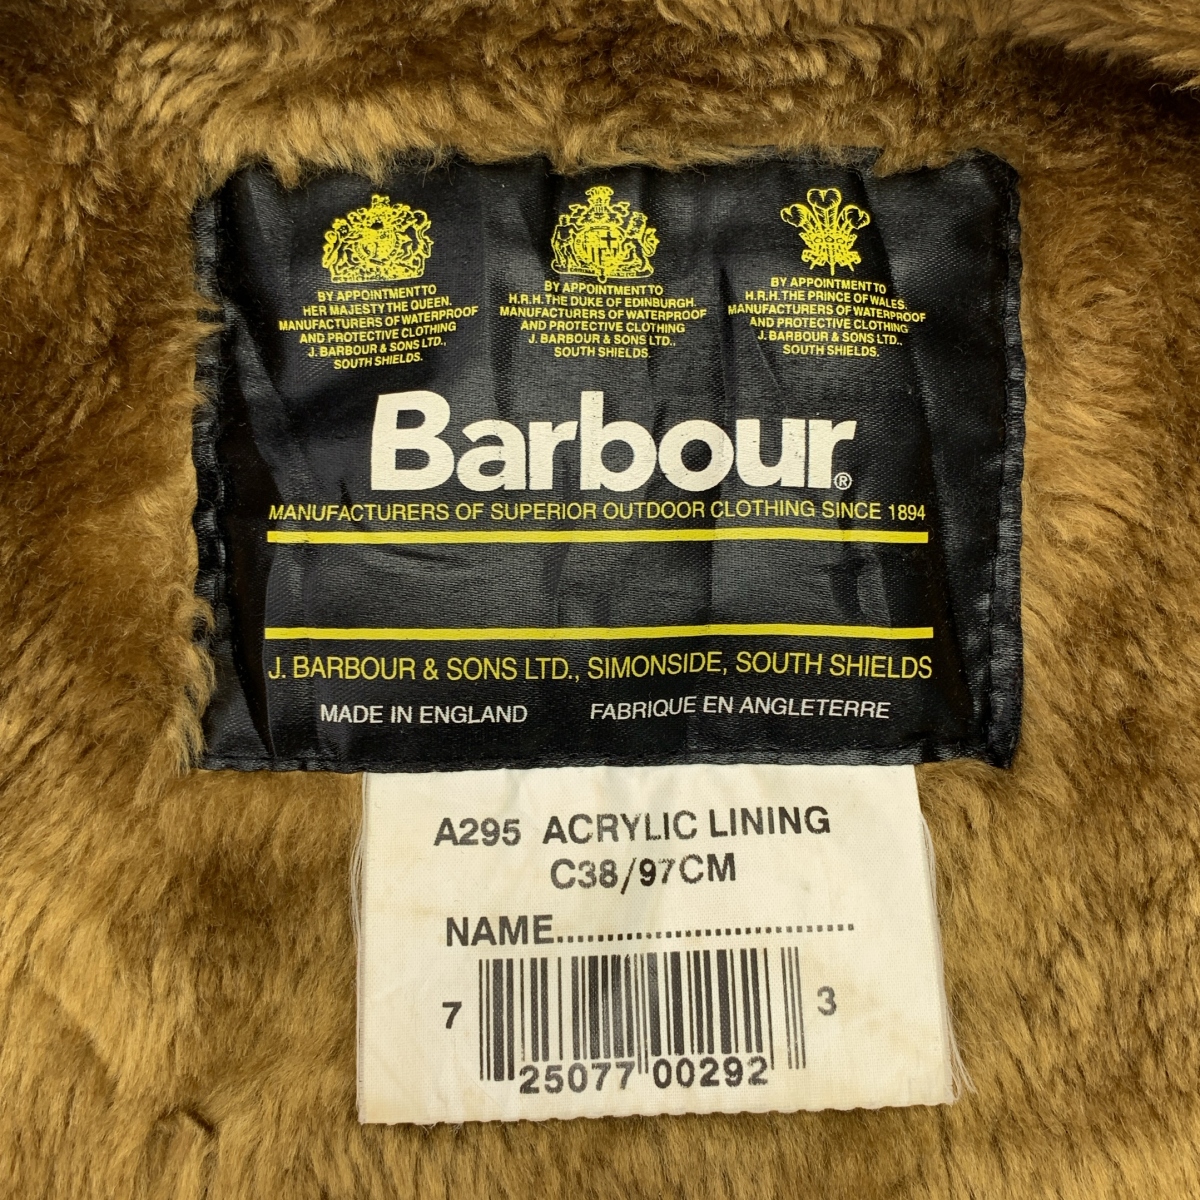 BY APPOINTMENT TO
HER MAJESTY THE QUEEN.
MANUFACTURERS OF WATERPROOF
AND PROTECTIVE CLOTHING
J. BARBOUR & SONS LTD.,
SOUTH SHIELDS.
BY APPOINTMENT TO
H.R.H. THE DUKE OF EDINBURGH.
MANUFACTURERS OF WATERPROOF
AND PROTECTIVE CLOTHING
J. BARBOUR & SONS LTD.,
SOUTH SHIELDS.
BY APPOINTMENT TO
H.R.H. THE PRINCE OF WALES.
MANUFACTURERS OF WATERPROOF
AND PROTECTIVE CLOTHING
J. BARBOUR & SONS LTD.,
SOUTH SHIELDS.
Barbour®
MANUFACTURERS OF SUPERIOR OUTDOOR CLOTHING SINCE 1894
J. BARBOUR & SONS LTD., SIMONSIDE, SOUTH SHIELDS
MADE IN ENGLAND FABRIQUE EN ANGLETERRE
A295 ACRYLIC LINING
C38/97CM
NAME..............................
7 25077 00292 3